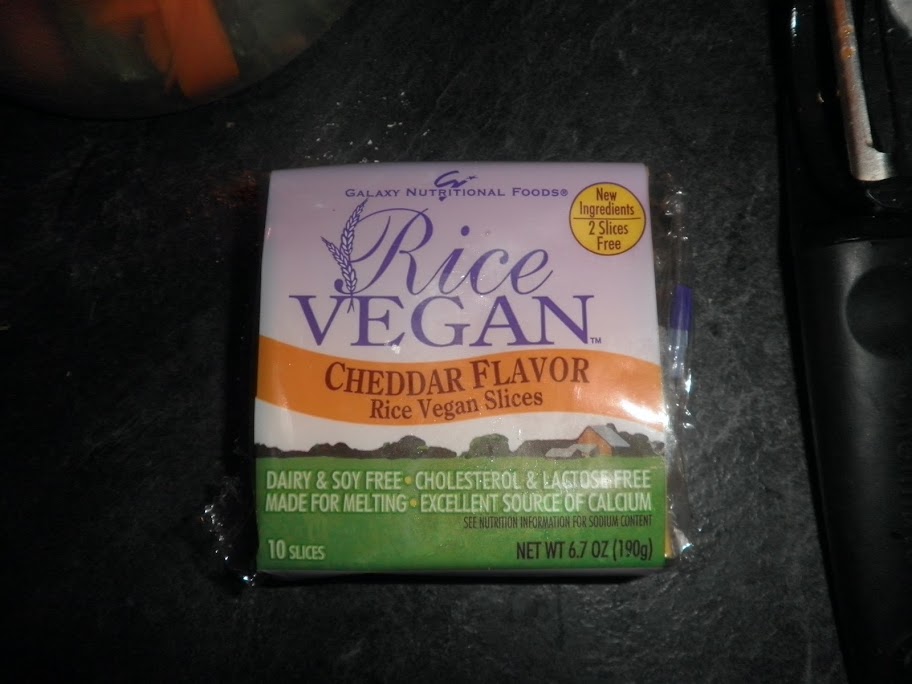 GALAXY NUTRITIONAL FOODS®
New
Ingredients
2 Slices
Free
Rice
VEGAN™
CHEDDAR FLAVOR
Rice Vegan Slices
DAIRY & SOY FREE • CHOLESTEROL & LACTOSE FREE
MADE FOR MELTING • EXCELLENT SOURCE OF CALCIUM
SEE NUTRITION INFORMATION FOR SODIUM CONTENT
10 SLICES
NET WT 6.7 OZ (190g)